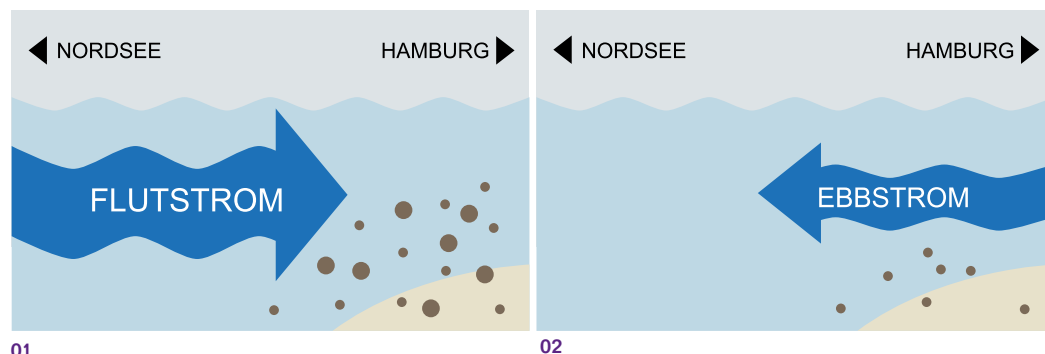 NORDSEE
HAMBURG
FLUTSTROM
01
NORDSEE
HAMBURG
EBBSTROM
02